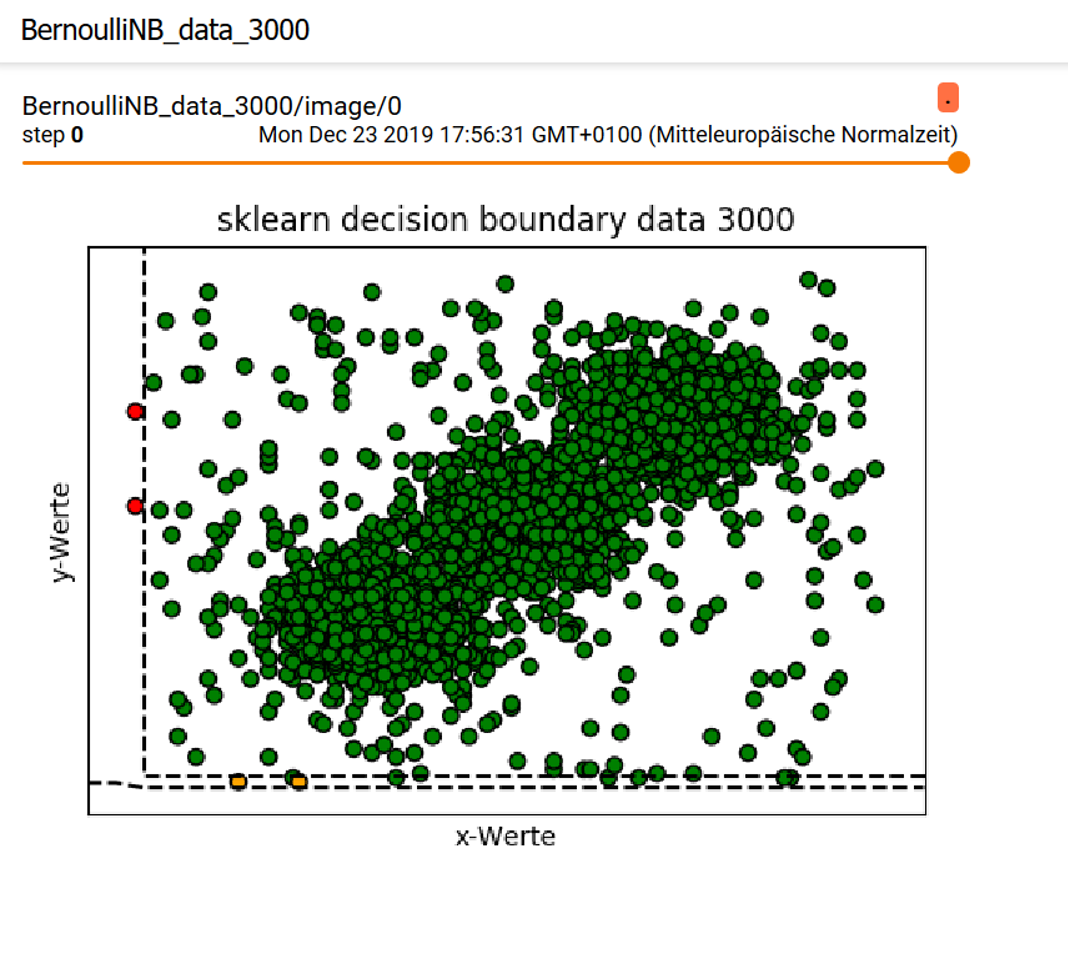 BernoulliNB_data_3000
BernoulliNB_data_3000/image/0
.
step 0 Mon Dec 23 2019 17:56:31 GMT+0100 (Mitteleuropäische Normalzeit)
sklearn decision boundary data 3000
y-Werte
x-Werte